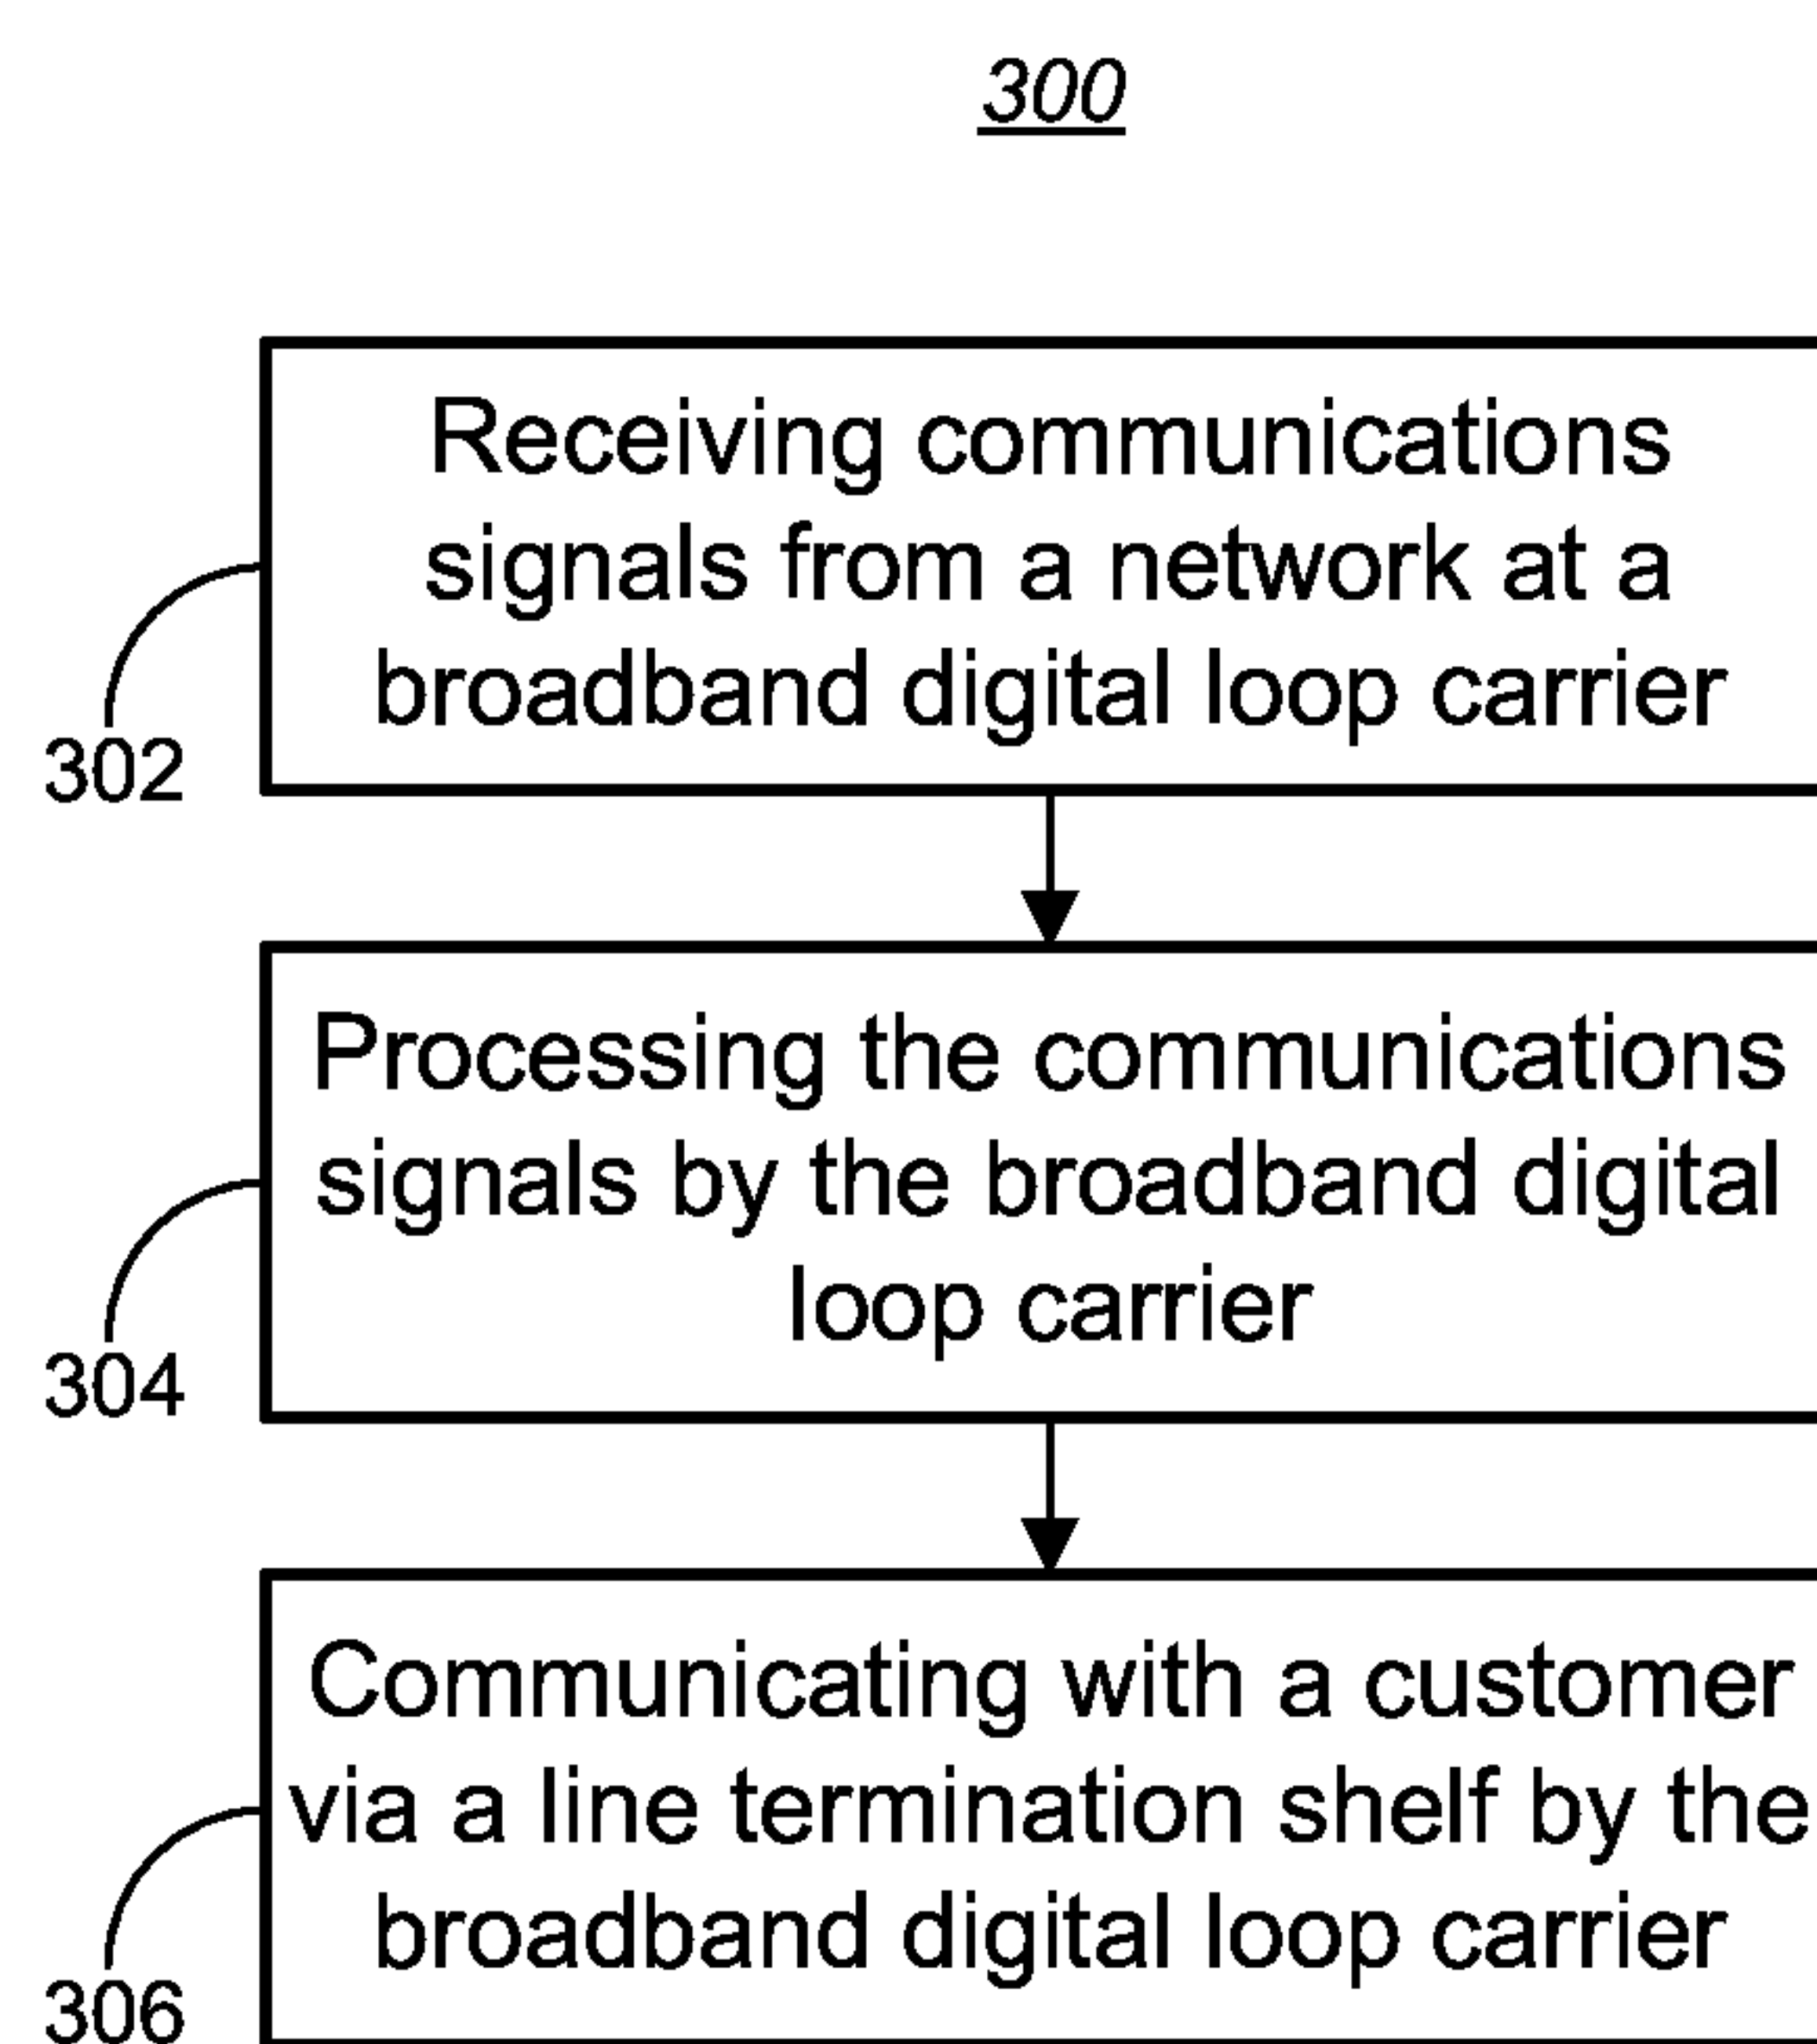 300
Receiving communications
signals from a network at a
broadband digital loop carrier
302
Processing the communications
signals by the broadband digital
loop carrier
304
Communicating with a customer
via a line termination shelf by the
broadband digital loop carrier
306